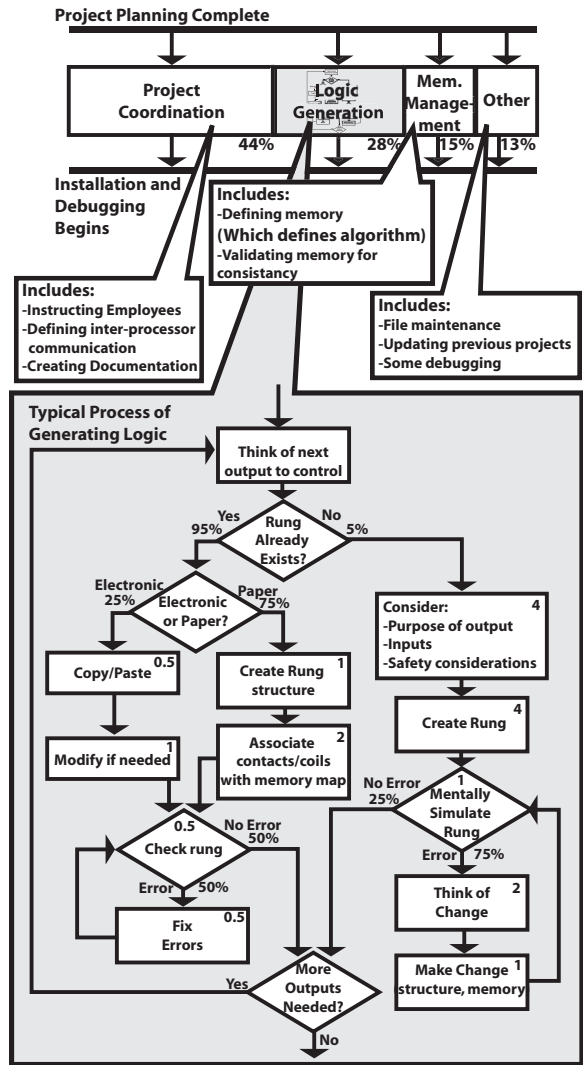 Project Planning Complete
Project
Coordination
44%
Logic
Generation
28%
Mem.
Manage-
ment
15%
Other
13%
Installation and
Debugging
Begins
Includes:
-Defining memory
(Which defines algorithm)
-Validating memory for
consistancy
Includes:
-Instructing Employees
-Defining inter-processor
communication
-Creating Documentation
Includes:
-File maintenance
-Updating previous projects
-Some debugging
Typical Process of
Generating Logic
Think of next
output to control
Yes
95%
Rung
Already
Exists?
No
5%
Electronic
25%
Electronic
or Paper?
Paper
75%
Consider:
4
-Purpose of output
-Inputs
-Safety considerations
Copy/Paste
0.5
Create Rung
structure
1
Create Rung
4
Modify if needed
1
Associate
contacts/coils
with memory map
2
No Error
25%
1
Mentally
Simulate
Rung
Error
75%
0.5
Check rung
No Error
50%
Error
50%
Think of
Change
2
Fix
Errors
0.5
Make Change
structure, memory
1
Yes
More
Outputs
Needed?
No